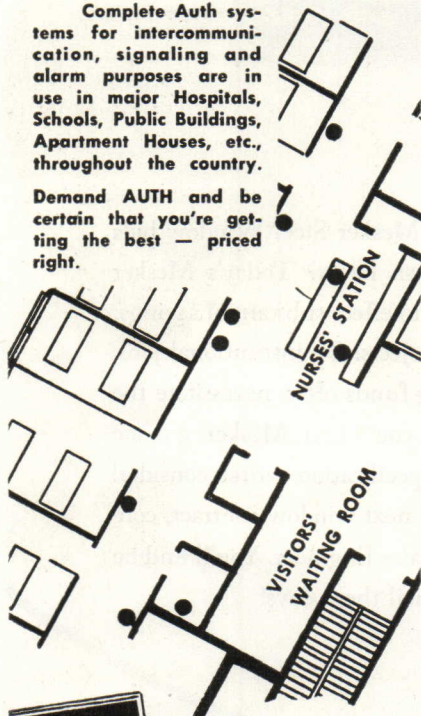 Complete Auth sys-
tems for intercommuni-
cation, signaling and
alarm purposes are in
use in major Hospitals,
Schools, Public Buildings,
Apartment Houses, etc.,
throughout the country.
Demand AUTH and be
certain that you're get-
ting the best — priced
right.
NURSES' STATION
VISITORS'
WAITING ROOM